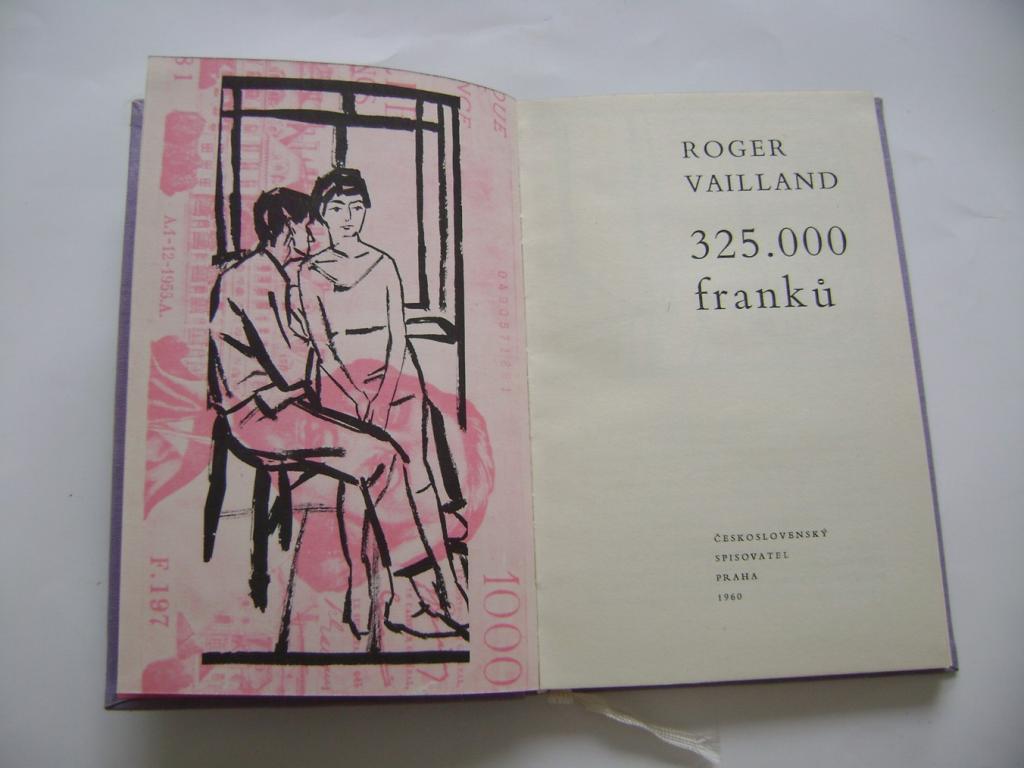 A.1-12-1953.A
F.197
1000
ROGER
VAILLAND
325.000
franků
ČESKOSLOVENSKÝ
SPISOVATEL
PRAHA
1960